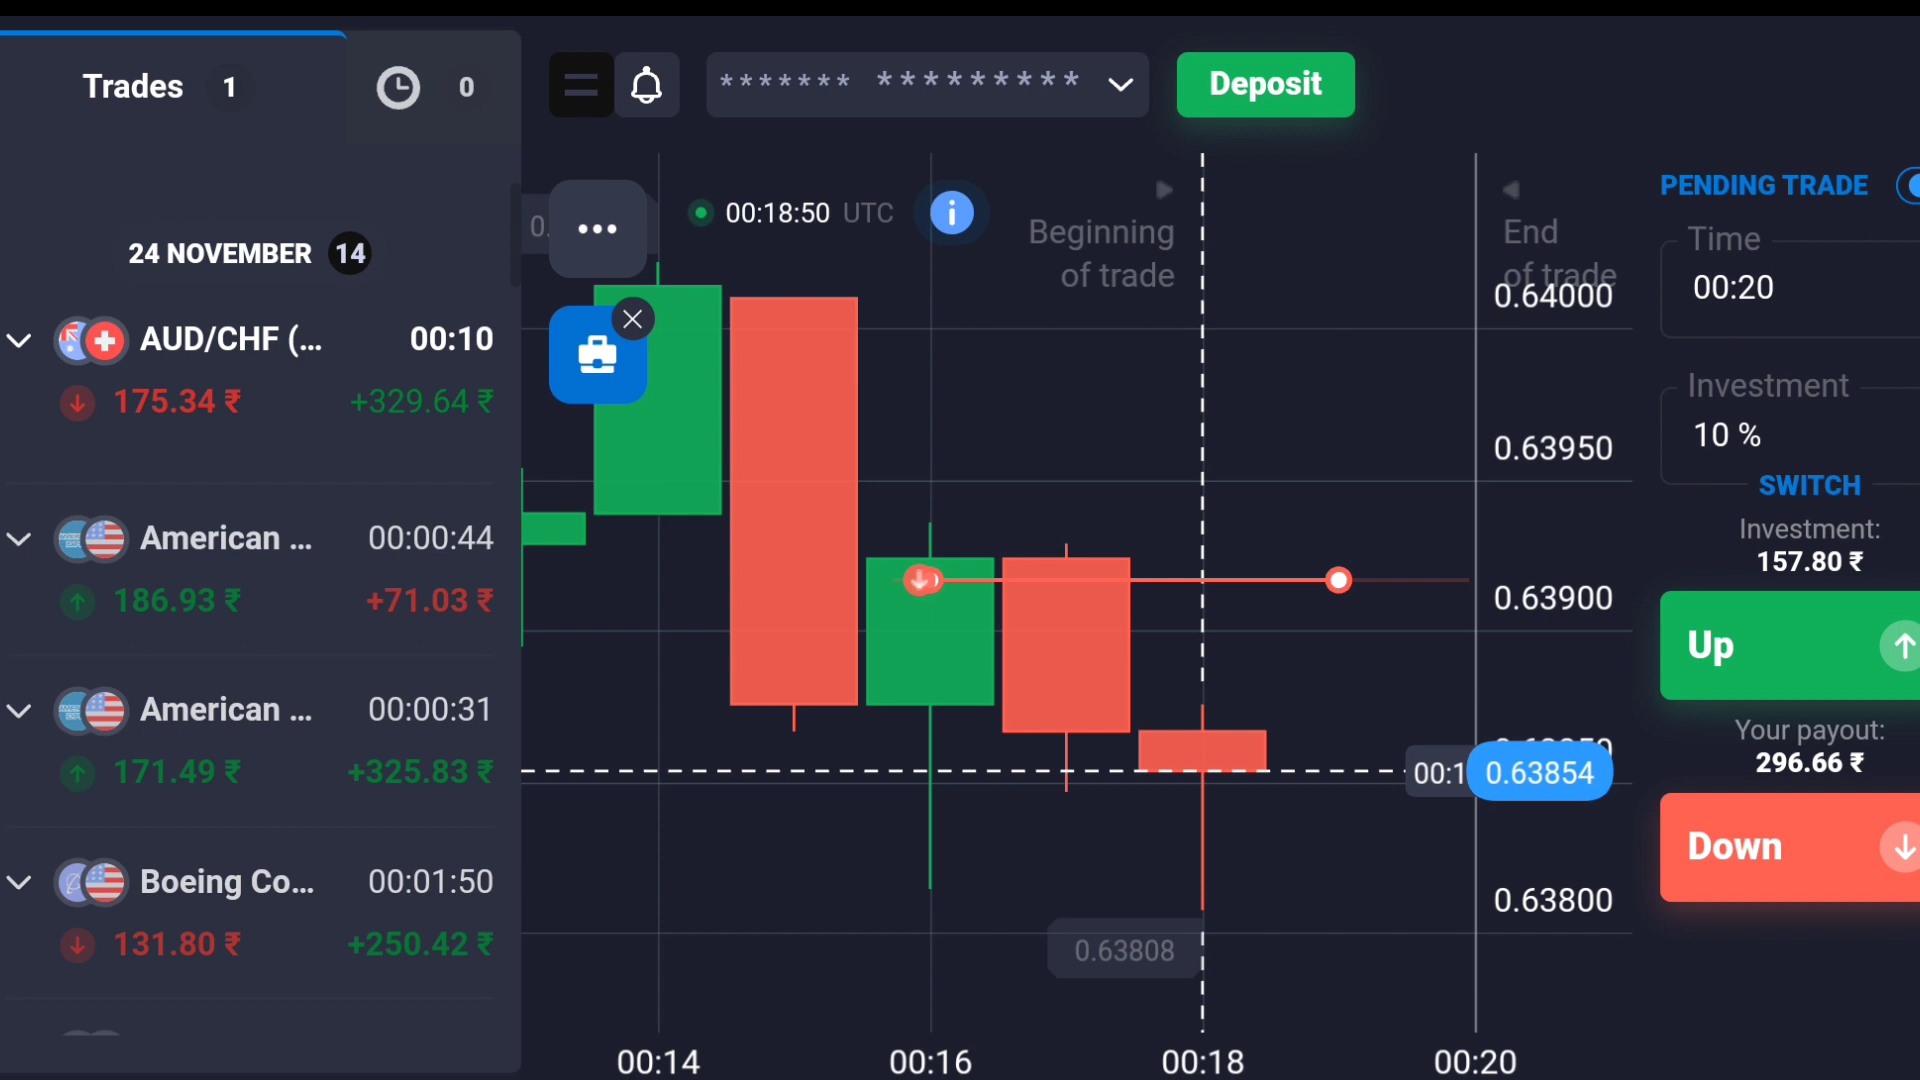 Trades 1
0
24 NOVEMBER 14
AUD/CHF (... 00:10
175.34 ₹ +329.64 ₹
American ... 00:00:44
186.93 ₹ +71.03 ₹
American ... 00:00:31
171.49 ₹ +325.83 ₹
Boeing Co... 00:01:50
131.80 ₹ +250.42 ₹
******* *********
Deposit
0.
00:18:50 UTC
Beginning
of trade
End
of trade
0.64000
0.63950
0.63900
00:1
0.63854
0.63800
0.63808
00:14
00:16
00:18
00:20
PENDING TRADE
Time
00:20
Investment
10 %
SWITCH
Investment:
157.80 ₹
Up
Your payout:
296.66 ₹
Down